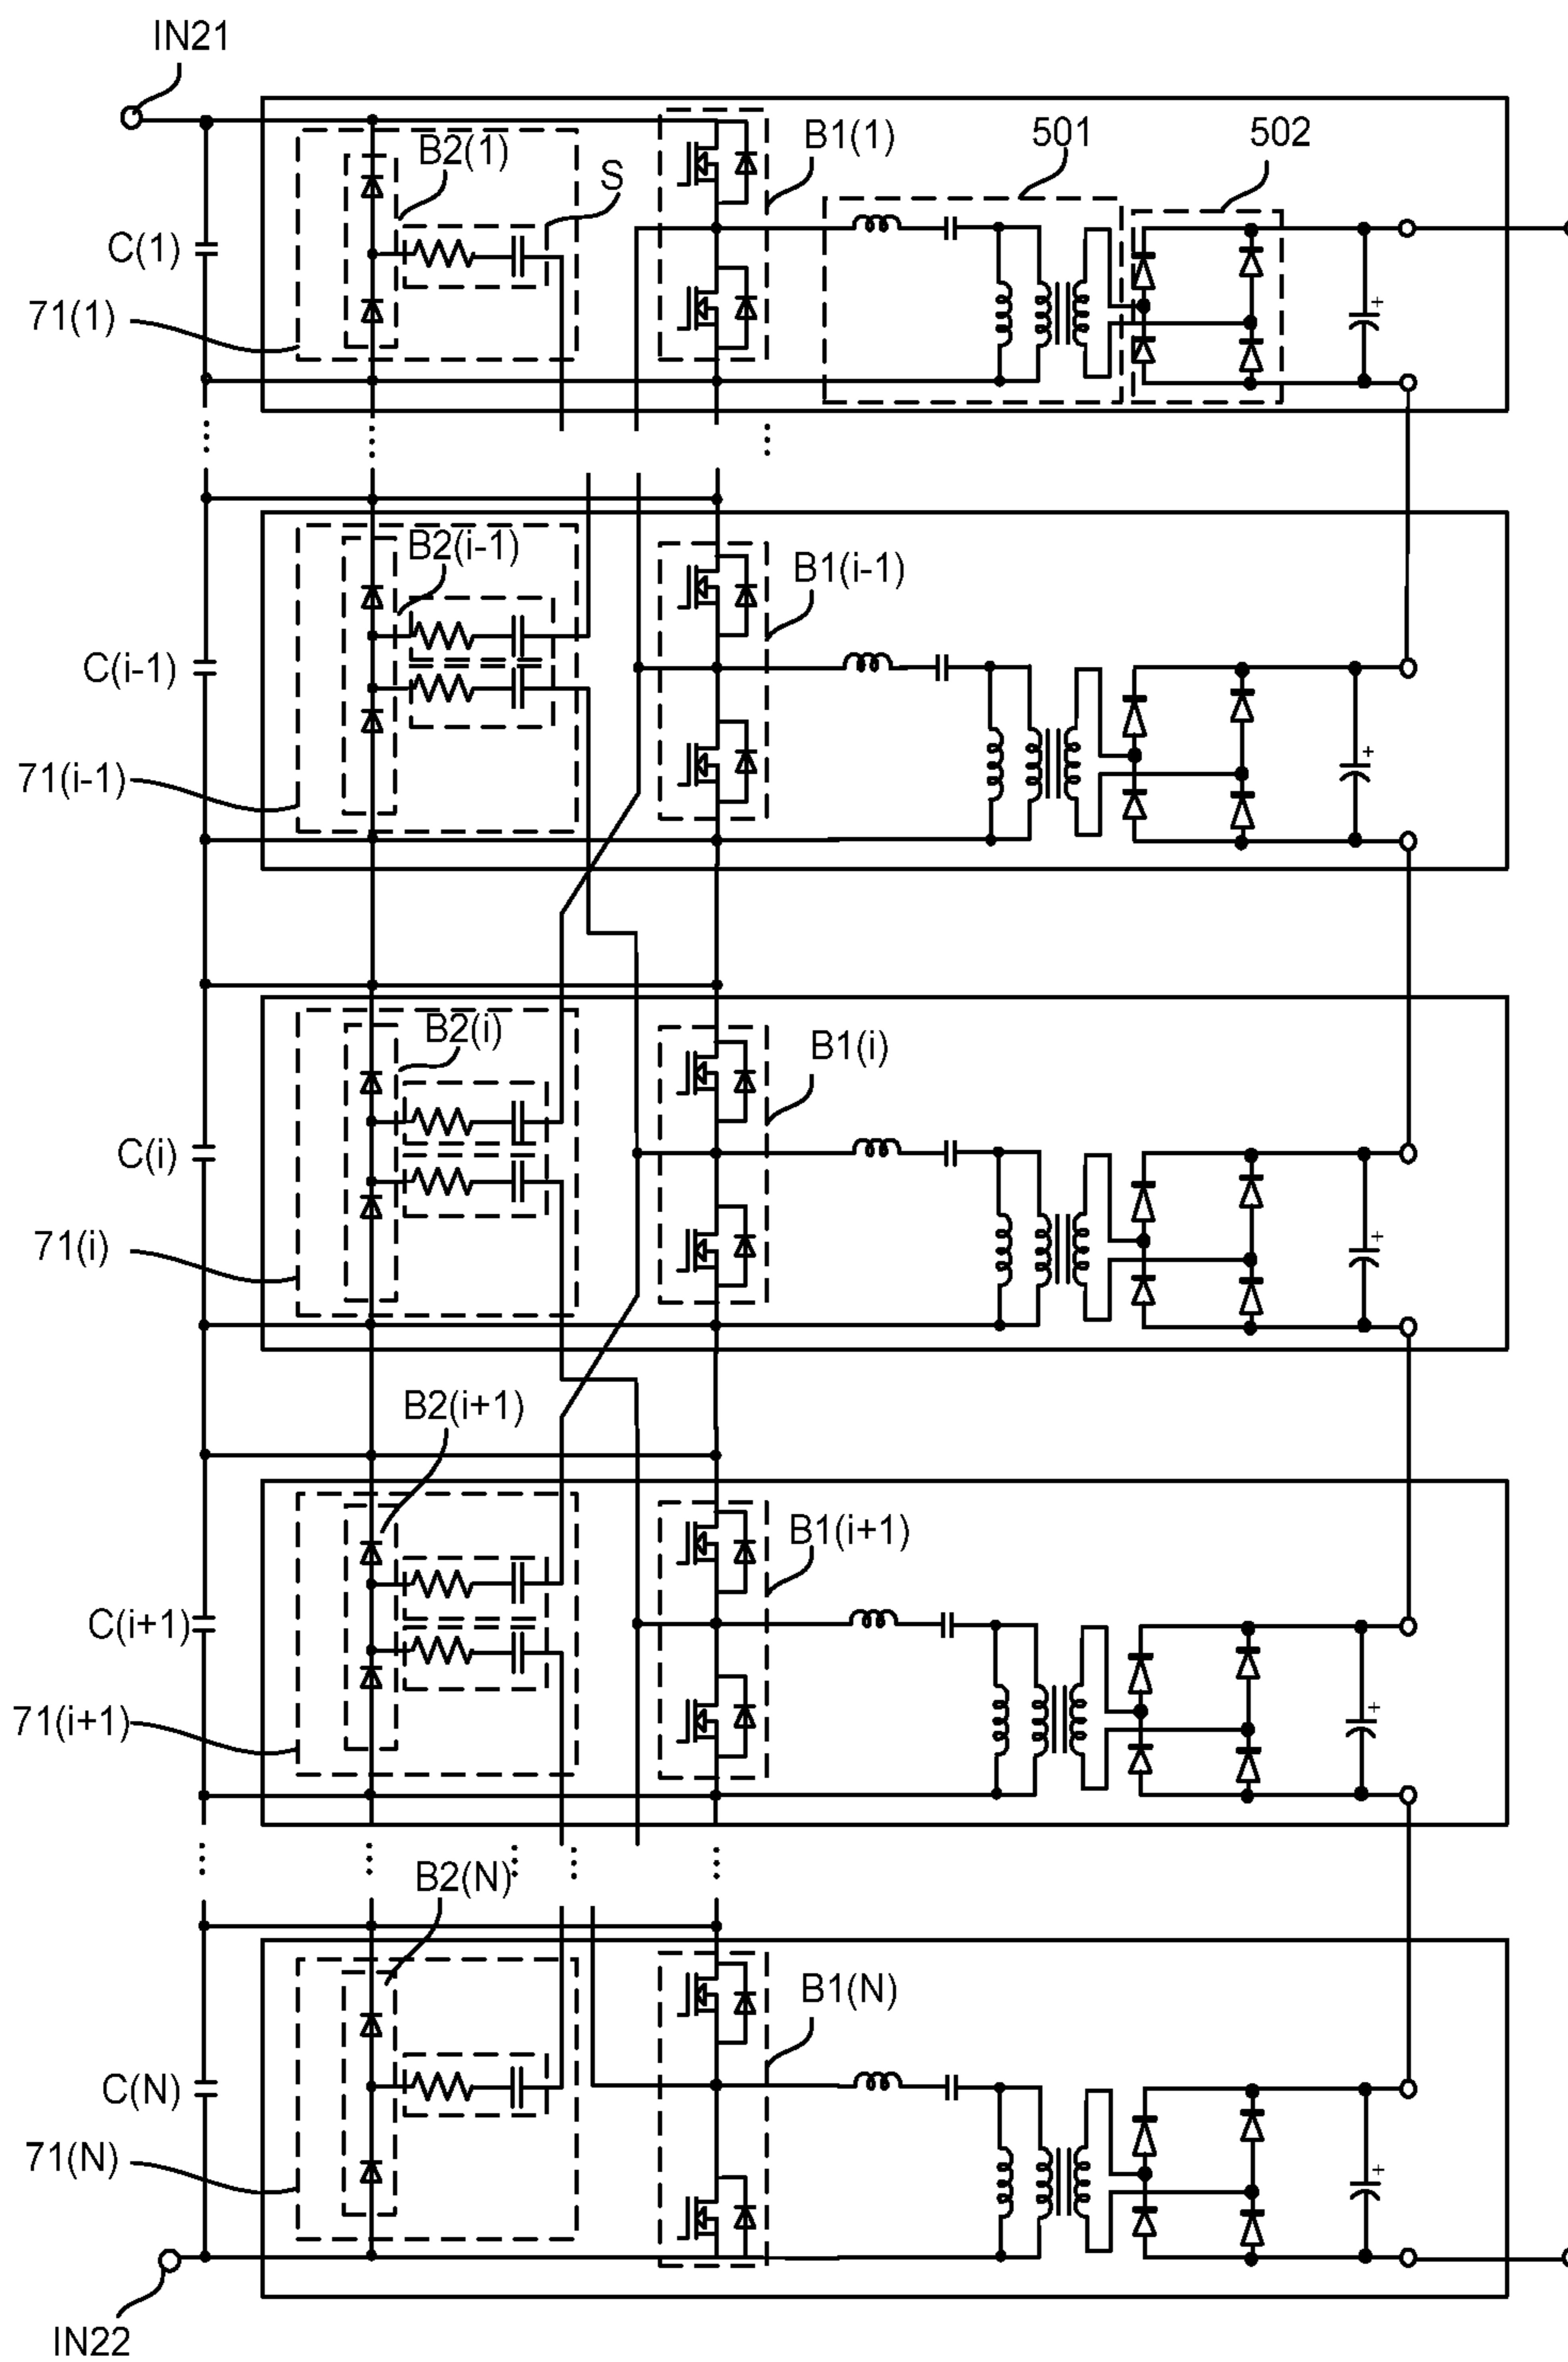 IN21
B1(1)
501
502
B2(1)
S
C(1)
71(1)
+
B2(i-1)
B1(i-1)
C(i-1)
71(i-1)
+
B2(i)
B1(i)
C(i)
71(i)
+
B2(i+1)
B1(i+1)
C(i+1)
71(i+1)
+
B2(N)
B1(N)
C(N)
71(N)
+
IN22